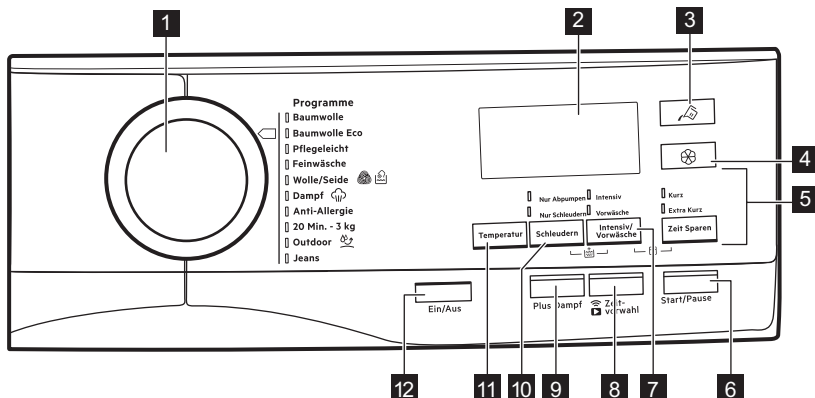 1
2
3
4
5
Programme
Baumwolle
Baumwolle Eco
Pflegeleicht
Feinwäsche
Wolle/Seide
Dampf
Anti-Allergie
20 Min. - 3 kg
Outdoor
Jeans
Nur Abpumpen
Intensiv
Kurz
Nur Schleudern
Vorwäsche
Extra Kurz
Temperatur
Schleudern
Intensiv/
Vorwäsche
Zeit Sparen
Ein/Aus
Plus Dampf
Zeit-
vorwahl
Start/Pause
12
11
10
9
8
7
6